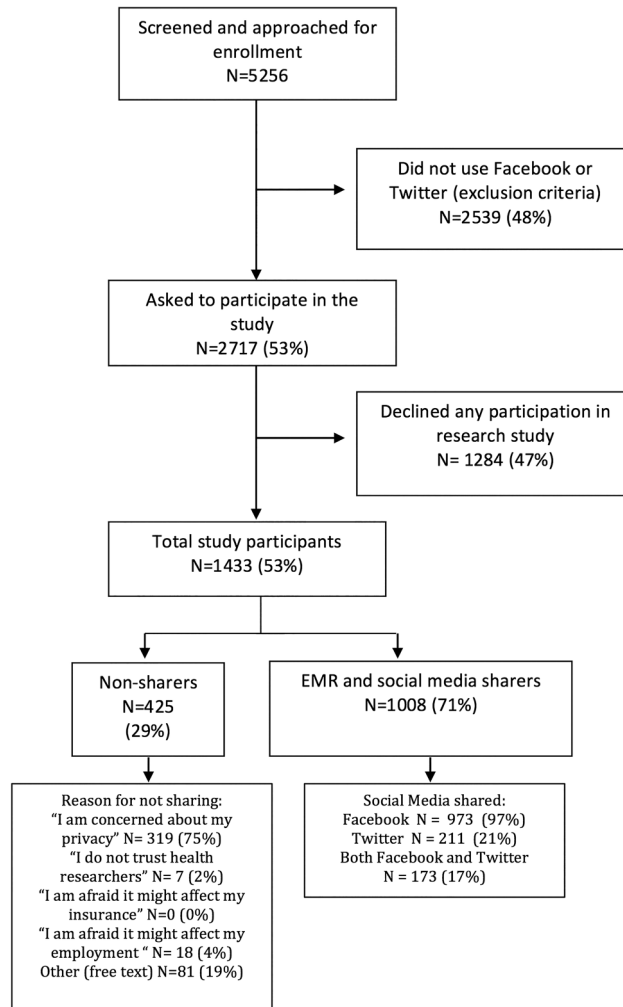 Screened and approached for
enrollment
N=5256
Did not use Facebook or
Twitter (exclusion criteria)
N=2539 (48%)
Asked to participate in the
study
N=2717 (53%)
Declined any participation in
research study
N= 1284 (47%)
Total study participants
N=1433 (53%)
Non-sharers
N=425
(29%)
EMR and social media sharers
N=1008 (71%)
Reason for not sharing:
“I am concerned about my
privacy” N= 319 (75%)
“I do not trust health
researchers” N= 7 (2%)
“I am afraid it might affect my
insurance” N=0 (0%)
“I am afraid it might affect my
employment “ N= 18 (4%)
Other (free text) N=81 (19%)
Social Media shared:
Facebook N = 973 (97%)
Twitter N = 211 (21%)
Both Facebook and Twitter
N = 173 (17%)